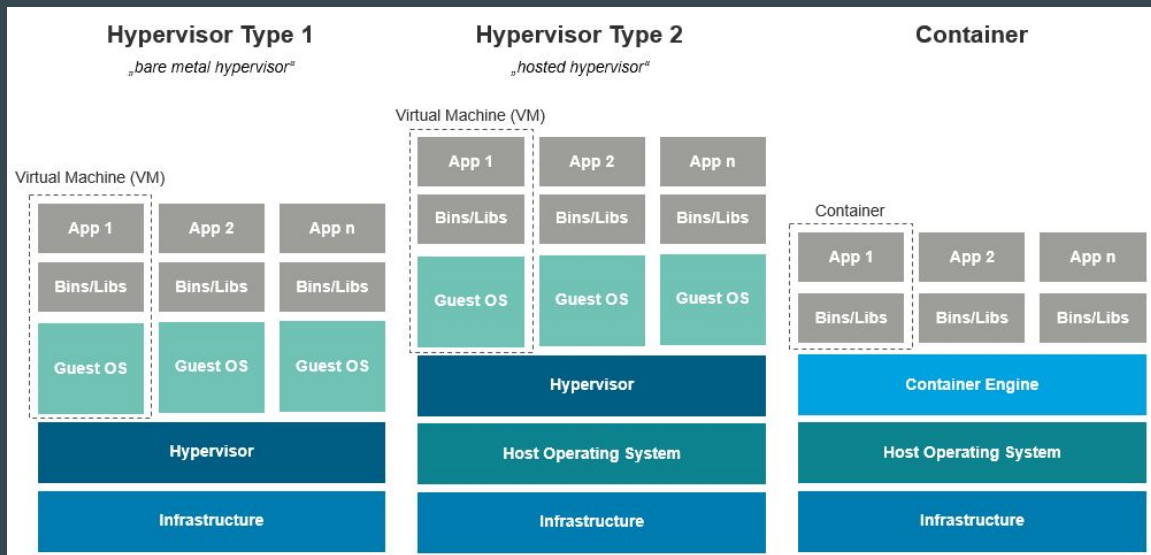 Hypervisor Type 1
„bare metal hypervisor“
Virtual Machine (VM)
App 1
App 2
App n
Bins/Libs
Bins/Libs
Bins/Libs
Guest OS
Guest OS
Guest OS
Hypervisor
Infrastructure
Hypervisor Type 2
„hosted hypervisor“
Virtual Machine (VM)
App 1
App 2
App n
Bins/Libs
Bins/Libs
Bins/Libs
Guest OS
Guest OS
Guest OS
Hypervisor
Host Operating System
Infrastructure
Container
Container
App 1
App 2
App n
Bins/Libs
Bins/Libs
Bins/Libs
Container Engine
Host Operating System
Infrastructure